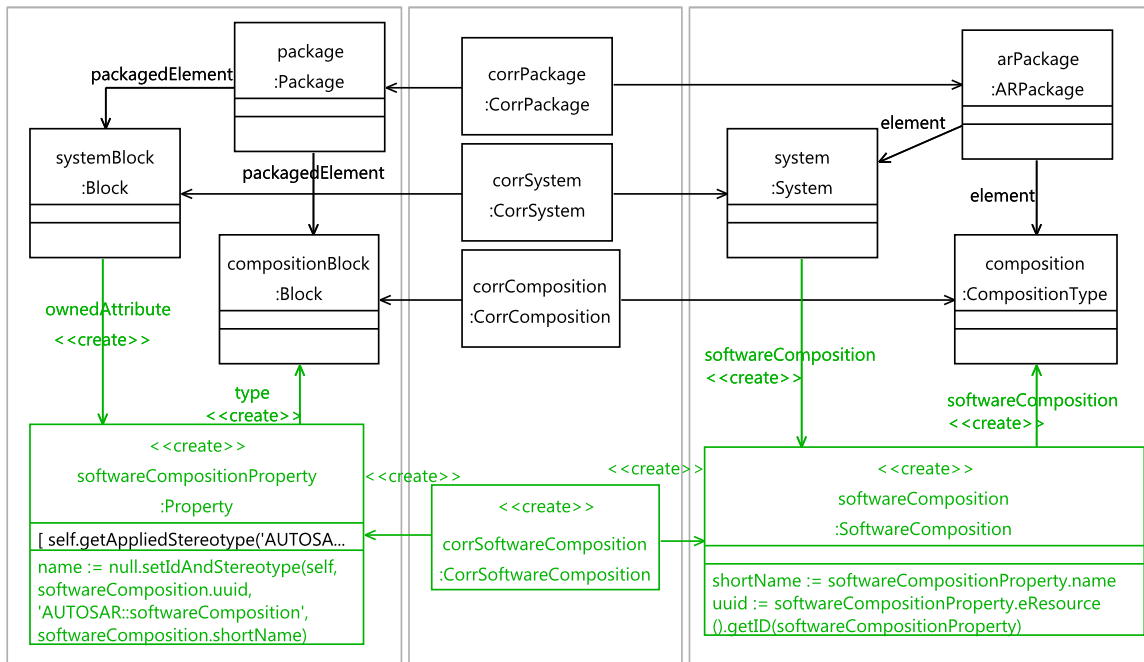 package
:Package
packagedElement
systemBlock
:Block
packagedElement
compositionBlock
:Block
ownedAttribute
<<create>>
type
<<create>>
<<create>>
softwareCompositionProperty
:Property
[ self.getAppliedStereotype('AUTOSA...
name := null.setIdAndStereotype(self,
softwareComposition.uuid,
'AUTOSAR::softwareComposition',
softwareComposition.shortName)
corrPackage
:CorrPackage
corrSystem
:CorrSystem
corrComposition
:CorrComposition
<<create>>
<<create>>
<<create>>
corrSoftwareComposition
:CorrSoftwareComposition
arPackage
:ARPackage
element
system
:System
element
composition
:CompositionType
softwareComposition
<<create>>
softwareComposition
<<create>>
<<create>>
softwareComposition
:SoftwareComposition
shortName := softwareCompositionProperty.name
uuid := softwareCompositionProperty.eResource
().getID(softwareCompositionProperty)